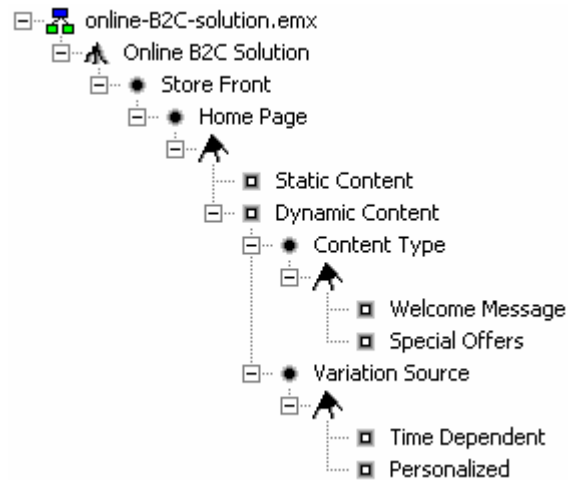 online-B2C-solution.emx
Online B2C Solution
Store Front
Home Page
Static Content
Dynamic Content
Content Type
Welcome Message
Special Offers
Variation Source
Time Dependent
Personalized